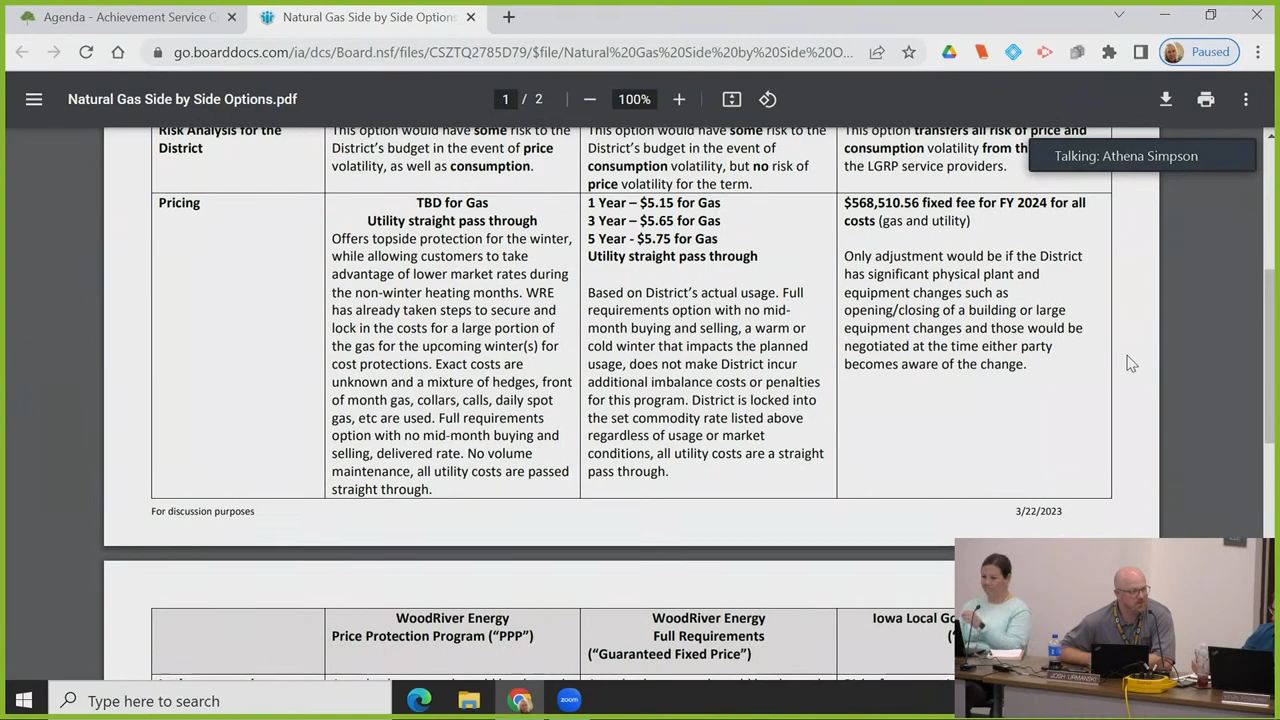 Agenda - Achievement Service C
Natural Gas Side by Side Options
go.boarddocs.com/ia/dcs/Board.nsf/files/CSZTO2785D79/$file/Natural%20Gas%20Side%20by%20Side%20O...
Paused
Natural Gas Side by Side Options.pdf
1 / 2
100%
Talking: Athena Simpson
Risk Analysis for the
District
This option would have some risk to the
District's budget in the event of price
volatility, as well as consumption.
This option would have some risk to the
District's budget in the event of
consumption volatility, but no risk of
price volatility for the term.
This option transfers all risk of price and
consumption volatility from th
the LGRP service providers.
Pricing
TBD for Gas
Utility straight pass through
Offers topside protection for the winter,
while allowing customers to take
advantage of lower market rates during
the non-winter heating months. WRE
has already taken steps to secure and
lock in the costs for a large portion of
the gas for the upcoming winter(s) for
cost protections. Exact costs are
unknown and a mixture of hedges, front
of month gas, collars, calls, daily spot
gas, etc are used. Full requirements
option with no mid-month buying and
selling, delivered rate. No volume
maintenance, all utility costs are passed
straight through.
1 Year – $5.15 for Gas
3 Year – $5.65 for Gas
5 Year - $5.75 for Gas
Utility straight pass through
Based on District's actual usage. Full
requirements option with no mid-
month buying and selling, a warm or
cold winter that impacts the planned
usage, does not make District incur
additional imbalance costs or penalties
for this program. District is locked into
the set commodity rate listed above
regardless of usage or market
conditions, all utility costs are a straight
pass through.
$568,510.56 fixed fee for FY 2024 for all
costs (gas and utility)
Only adjustment would be if the District
has significant physical plant and
equipment changes such as
opening/closing of a building or large
equipment changes and those would be
negotiated at the time either party
becomes aware of the change.
For discussion purposes
3/22/2023
WoodRiver Energy
Price Protection Program ("PPP")
WoodRiver Energy
Full Requirements
("Guaranteed Fixed Price")
Iowa Local Go
("
JOSH URMANSKI
Type here to search
zoom